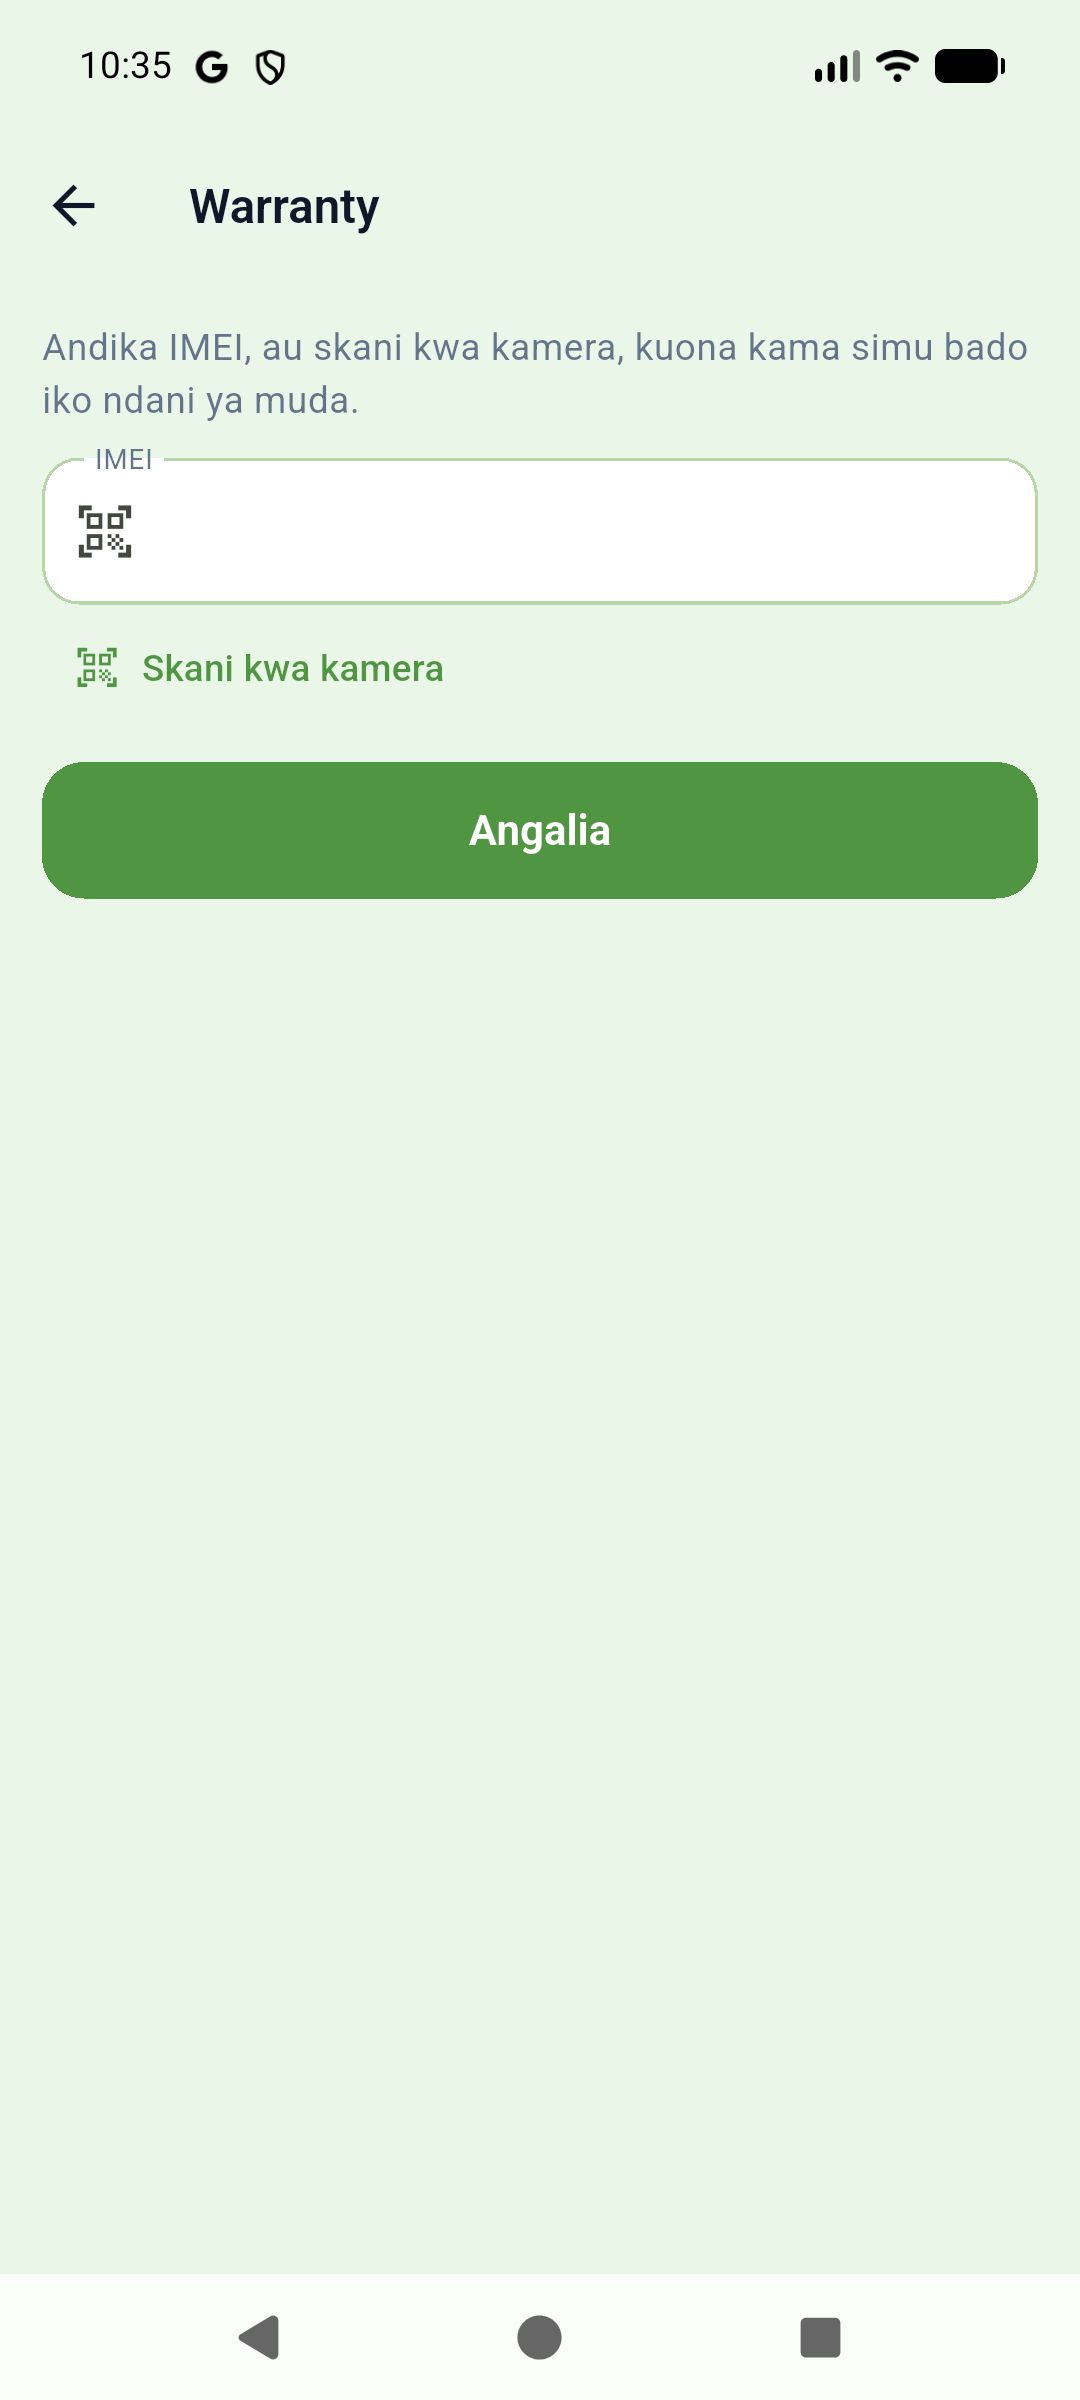 10:35
Warranty
Andika IMEI, au skani kwa kamera, kuona kama simu bado
iko ndani ya muda.
IMEI
Skani kwa kamera
Angalia